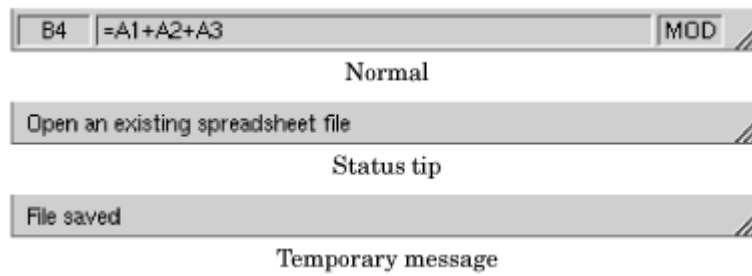 B4 =A1+A2+A3 MOD
Normal
Open an existing spreadsheet file
Status tip
File saved
Temporary message